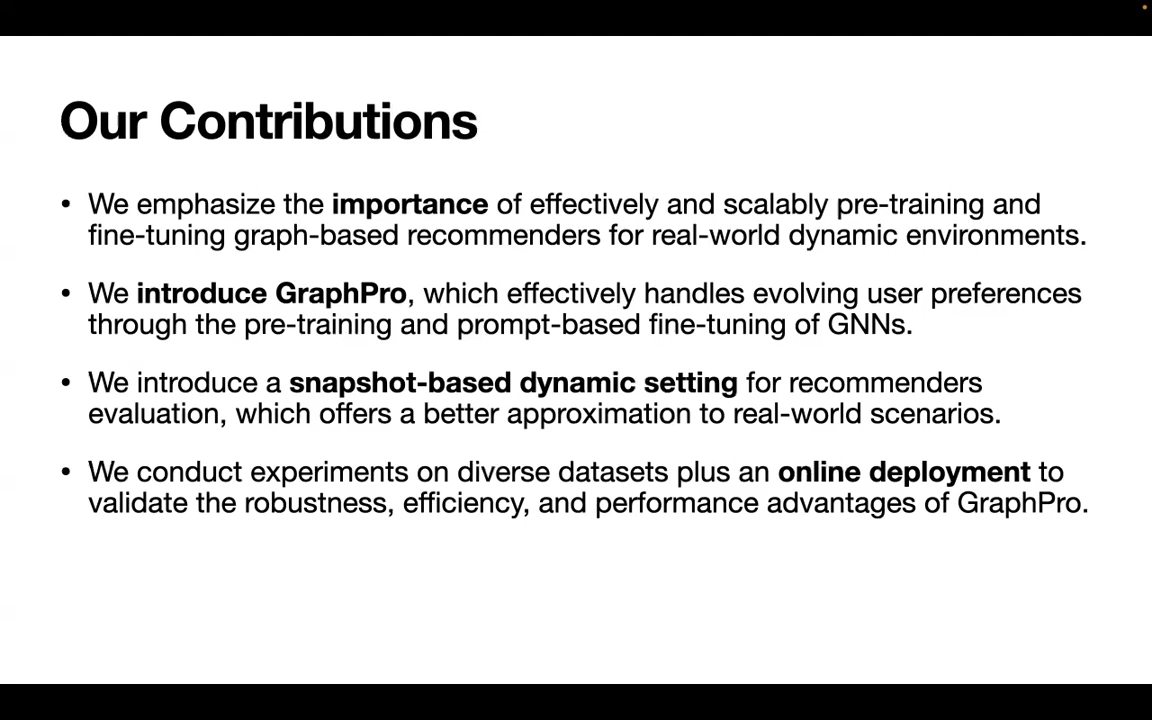 Our Contributions
• We emphasize the importance of effectively and scalably pre-training and
fine-tuning graph-based recommenders for real-world dynamic environments.
• We introduce GraphPro, which effectively handles evolving user preferences
through the pre-training and prompt-based fine-tuning of GNNs.
• We introduce a snapshot-based dynamic setting for recommenders
evaluation, which offers a better approximation to real-world scenarios.
• We conduct experiments on diverse datasets plus an online deployment to
validate the robustness, efficiency, and performance advantages of GraphPro.